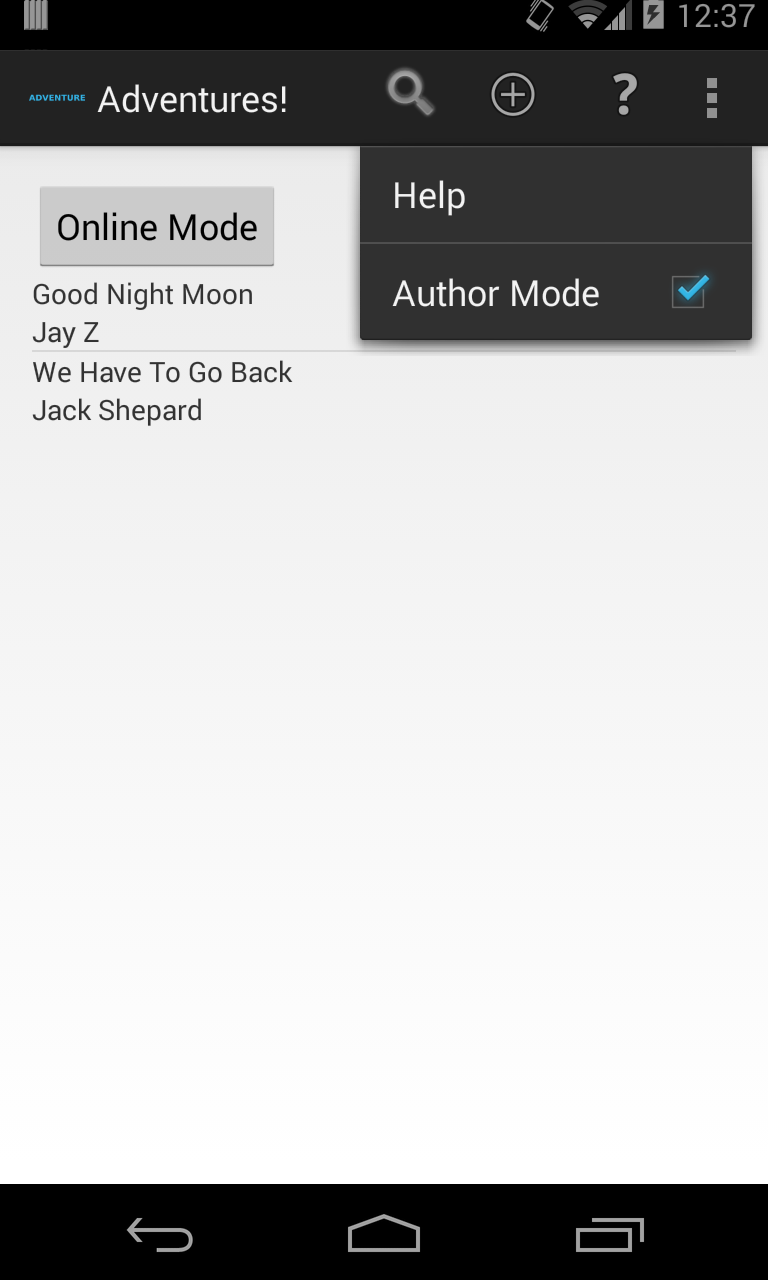 12:37
ADVENTURE Adventures! ?
Help
Online Mode
Author Mode
Good Night Moon
Jay Z
We Have To Go Back
Jack Shepard